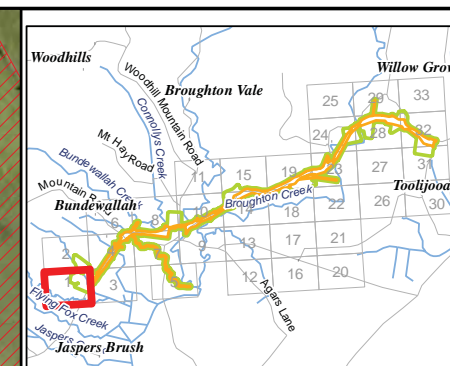 Woodhills
Willow Grov
Broughton Vale
Woodhill Mountain Road
Connollys Creek
Mt HayRoad
Bundewallah Creek
Mountain Road
Bundewallah
Broughton Creek
Toolijooa
Agars Lane
Flying Fox Creek
Jaspers
Jaspers Brush
25
29
33
24
28
32
23
27
31
11
15
19
22
26
30
10
14
18
6
8
9
13
17
21
2
7
12
16
20
1
3